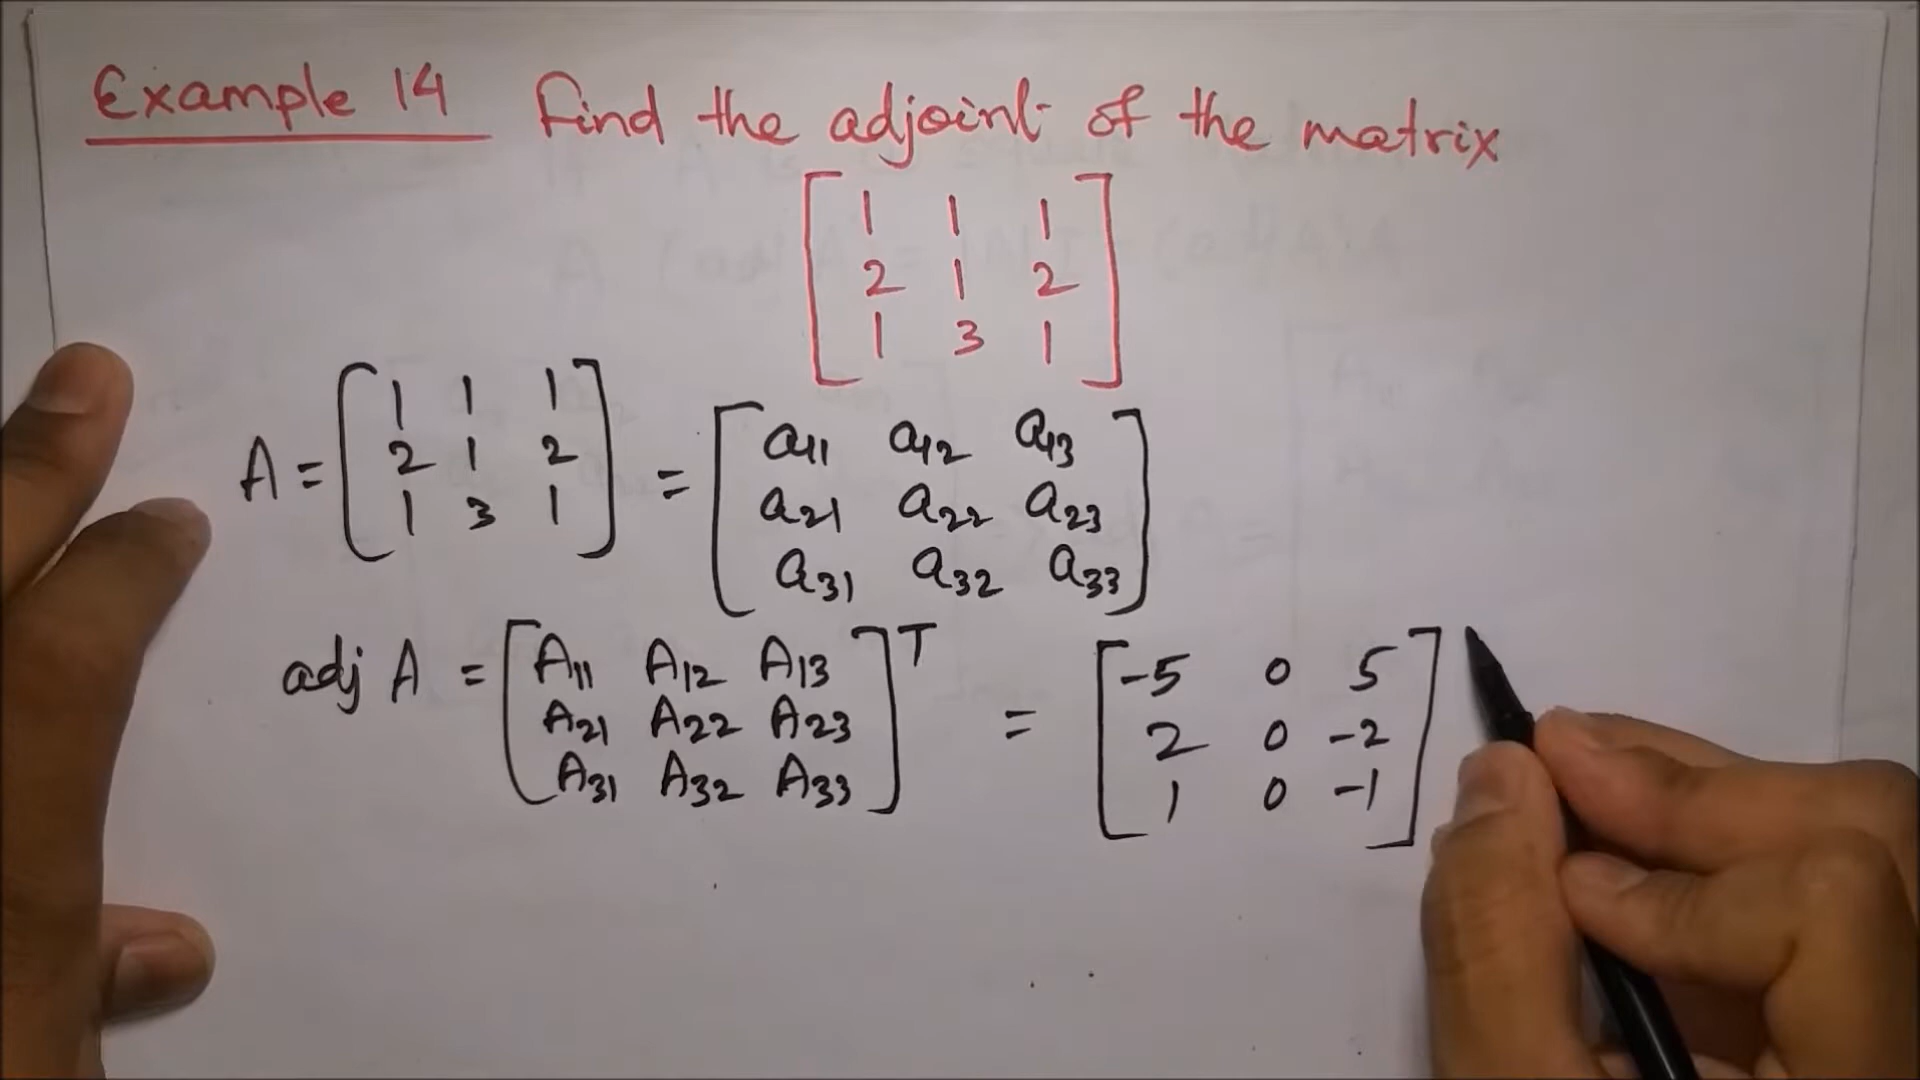 Example 14 Find the adjoint of the matrix
[1 1 1
2 1 2
1 3 1]
A = [1 1 1
2 1 2
1 3 1]
= [a11 a12 a13
a21 a22 a23
a31 a32 a33]
adj A = [A11 A12 A13
A21 A22 A23
A31 A32 A33]T
= [-5 0 5
2 0 -2
1 0 -1]